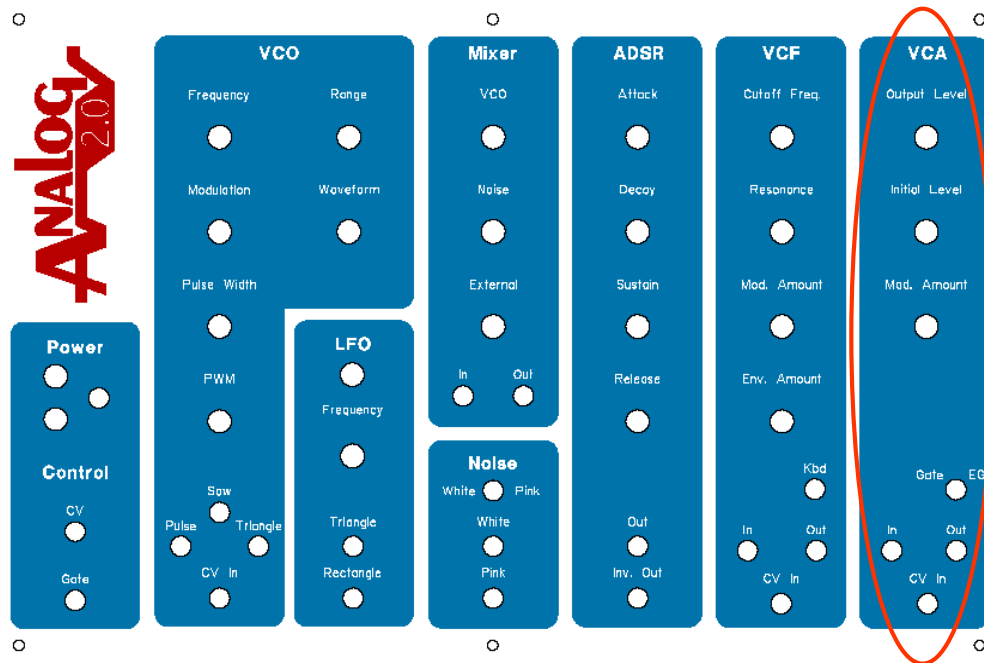 ANALOG
2.0
Power
Control
CV
Gate
VCO
Frequency
Range
Modulation
Waveform
Pulse Width
PWM
Saw
Pulse
Triangle
CV In
LFO
Frequency
Triangle
Rectangle
Mixer
VCO
Noise
External
In
Out
Noise
White
Pink
White
Pink
ADSR
Attack
Decay
Sustain
Release
Out
Inv. Out
VCF
Cutoff Freq.
Resonance
Mod. Amount
Env. Amount
Kbd
In
Out
CV In
VCA
Output Level
Initial Level
Mod. Amount
Gate
EG
In
Out
CV In